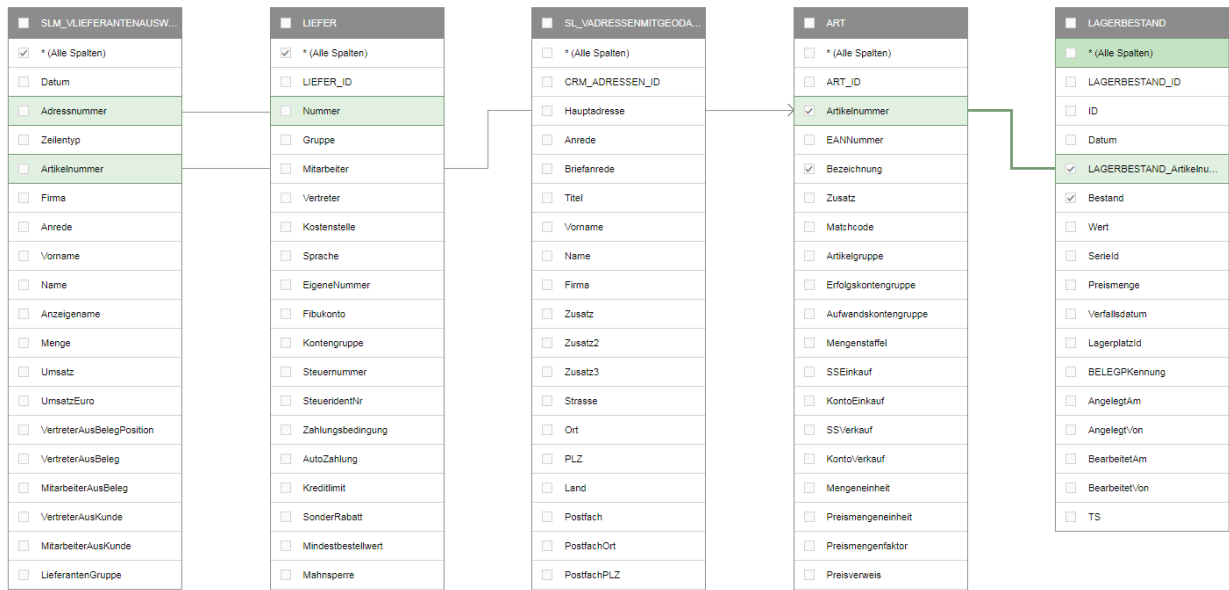 SLM_VLIEFERANTENAUSW...
* (Alle Spalten)
Datum
Adressnummer
Zeilentyp
Artikelnummer
Firma
Anrede
Vorname
Name
Anzeigename
Menge
Umsatz
UmsatzEuro
VertreterAusBelegPosition
VertreterAusBeleg
MitarbeiterAusBeleg
VertreterAusKunde
MitarbeiterAusKunde
LieferantenGruppe
LIEFER
* (Alle Spalten)
LIEFER_ID
Nummer
Gruppe
Mitarbeiter
Vertreter
Kostenstelle
Sprache
EigeneNummer
Fibukonto
Kontengruppe
Steuernummer
SteueridentNr
Zahlungsbedingung
AutoZahlung
Kreditlimit
SonderRabatt
Mindestbestellwert
Mahnsperre
SL_VADRESSENMITGEODA...
* (Alle Spalten)
CRM_ADRESSEN_ID
Hauptadresse
Anrede
Briefanrede
Titel
Vorname
Name
Firma
Zusatz
Zusatz2
Zusatz3
Strasse
Ort
PLZ
Land
Postfach
PostfachOrt
PostfachPLZ
ART
* (Alle Spalten)
ART_ID
Artikelnummer
EANNummer
Bezeichnung
Zusatz
Matchcode
Artikelgruppe
Erfolgskontengruppe
Aufwandskontengruppe
Mengenstaffel
SSEinkauf
KontoEinkauf
SSVerkauf
KontoVerkauf
Mengeneinheit
Preismengeneinheit
Preismengenfaktor
Preisverweis
LAGERBESTAND
* (Alle Spalten)
LAGERBESTAND_ID
ID
Datum
LAGERBESTAND_Artikelnu...
Bestand
Wert
SerieId
Preismenge
Verfallsdatum
LagerplatzId
BELEGPKennung
AngelegtAm
AngelegtVon
BearbeitetAm
BearbeitetVon
TS